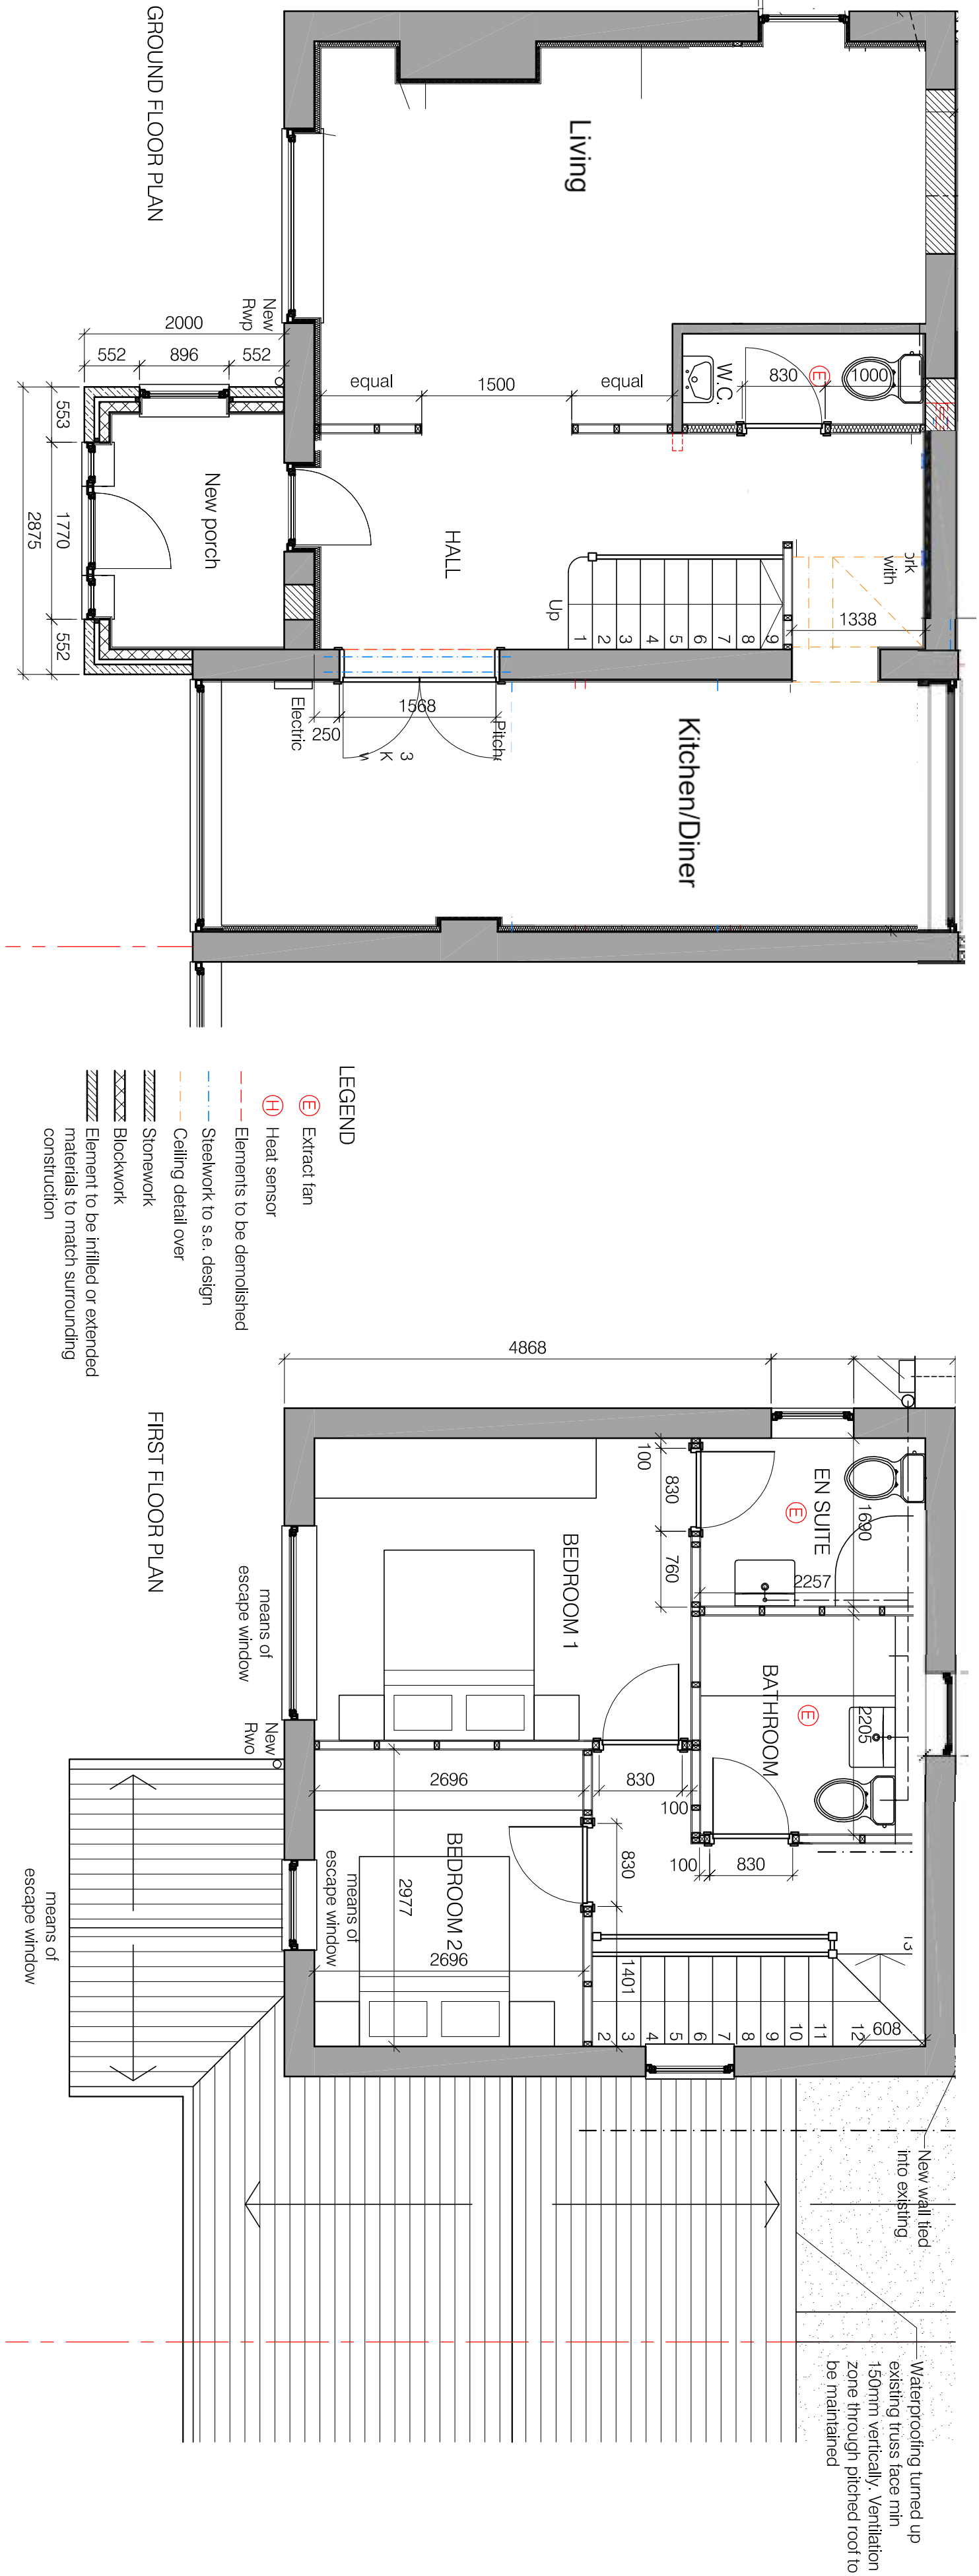 GROUND FLOOR PLAN
Living
W.C.
E
830
1000
equal
1500
equal
New
Rwp
2000
552
896
552
553
1770
552
2875
New porch
HALL
Up
1
2
3
4
5
6
7
8
9
with
1338
Kitchen/Diner
1568
250
Electric
3
K
LEGEND
E Extract fan
H Heat sensor
Elements to be demolished
Steelwork to s.e. design
Ceiling detail over
Stonework
Blockwork
Element to be infilled or extended
materials to match surrounding
construction
FIRST FLOOR PLAN
4868
EN SUITE
E
1690
2257
100
830
760
BEDROOM 1
means of
escape window
BATHROOM
E
2205
New
Rwo
2696
830
100
100
830
830
BEDROOM 2
2977
means of
escape window
2696
1401
2
3
4
5
6
7
8
9
10
11
12
13
608
means of
escape window
New wall tied
into existing
Waterproofing turned up
existing truss face min
150mm vertically. Ventilation
zone through pitched roof to
be maintained